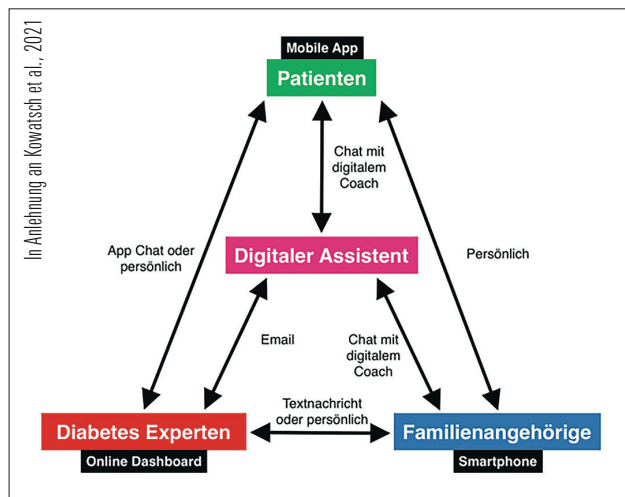 In Anlehnung an Kowatsch et al., 2021
Mobile App
Patienten
Chat mit
digitalem
Coach
App Chat oder
persönlich
Digitaler Assistent
Persönlich
Email
Chat mit
digitalem
Coach
Textnachricht
oder persönlich
Diabetes Experten
Familienangehörige
Online Dashboard
Smartphone